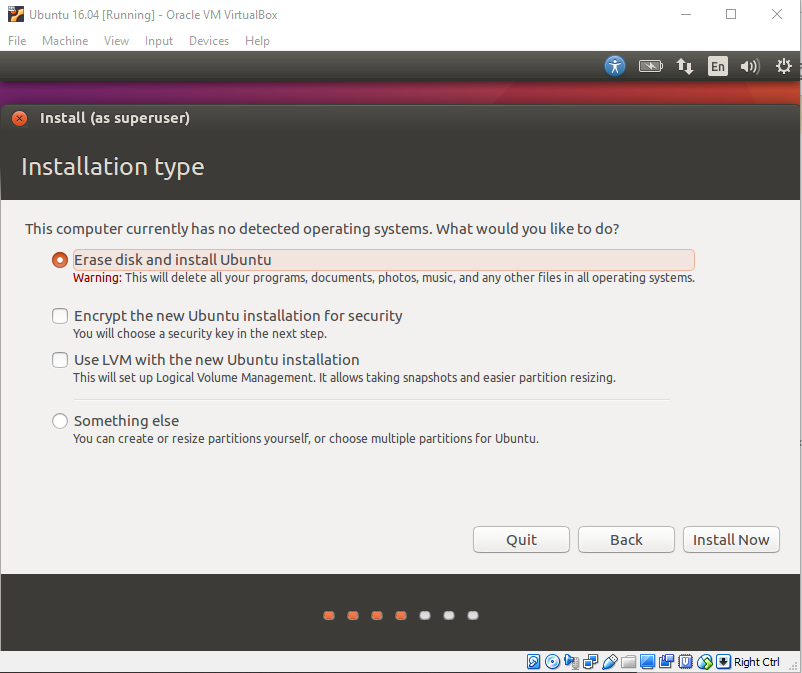 Ubuntu 16.04 [Running] - Oracle VM VirtualBox
File Machine View Input Devices Help
En
Install (as superuser)
Installation type
This computer currently has no detected operating systems. What would you like to do?
Erase disk and install Ubuntu
Warning: This will delete all your programs, documents, photos, music, and any other files in all operating systems.
Encrypt the new Ubuntu installation for security
You will choose a security key in the next step.
Use LVM with the new Ubuntu installation
This will set up Logical Volume Management. It allows taking snapshots and easier partition resizing.
Something else
You can create or resize partitions yourself, or choose multiple partitions for Ubuntu.
Quit Back Install Now
Right Ctrl